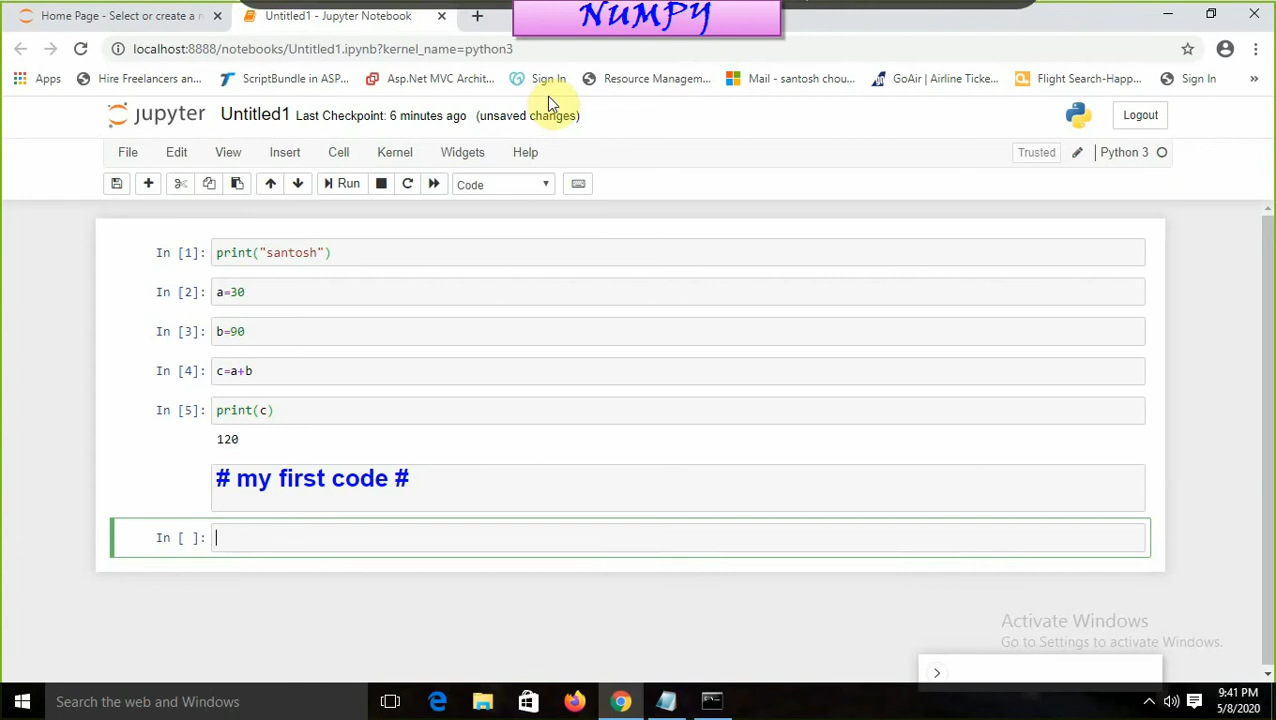 NUMPY
Home Page - Select or create a n
Untitled1 - Jupyter Notebook
localhost:8888/notebooks/Untitled1.ipynb?kernel_name=python3
Apps Hire Freelancers an... ScriptBundle in ASP... Asp.Net MVC Archit... Sign In Resource Managem... Mail - santosh chou... GoAir | Airline Ticke... Flight Search-Happ... Sign In »
jupyter Untitled1 Last Checkpoint: 6 minutes ago (unsaved changes) Logout
File Edit View Insert Cell Kernel Widgets Help Trusted Python 3
Run Code
In [1]: print("santosh")
In [2]: a=30
In [3]: b=90
In [4]: c=a+b
In [5]: print(c)
120
# my first code #
In [ ]:
Activate Windows
Go to Settings to activate Windows.
Search the web and Windows
9:41 PM
5/8/2020